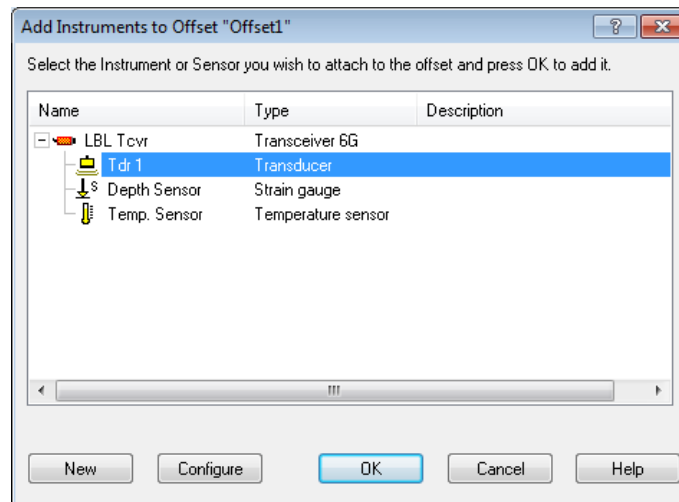 Add Instruments to Offset "Offset1"
Select the Instrument or Sensor you wish to attach to the offset and press OK to add it.
Name Type Description
LBL Tcvr Transceiver 6G
Tdr 1 Transducer
S Depth Sensor Strain gauge
Temp. Sensor Temperature sensor
New Configure OK Cancel Help